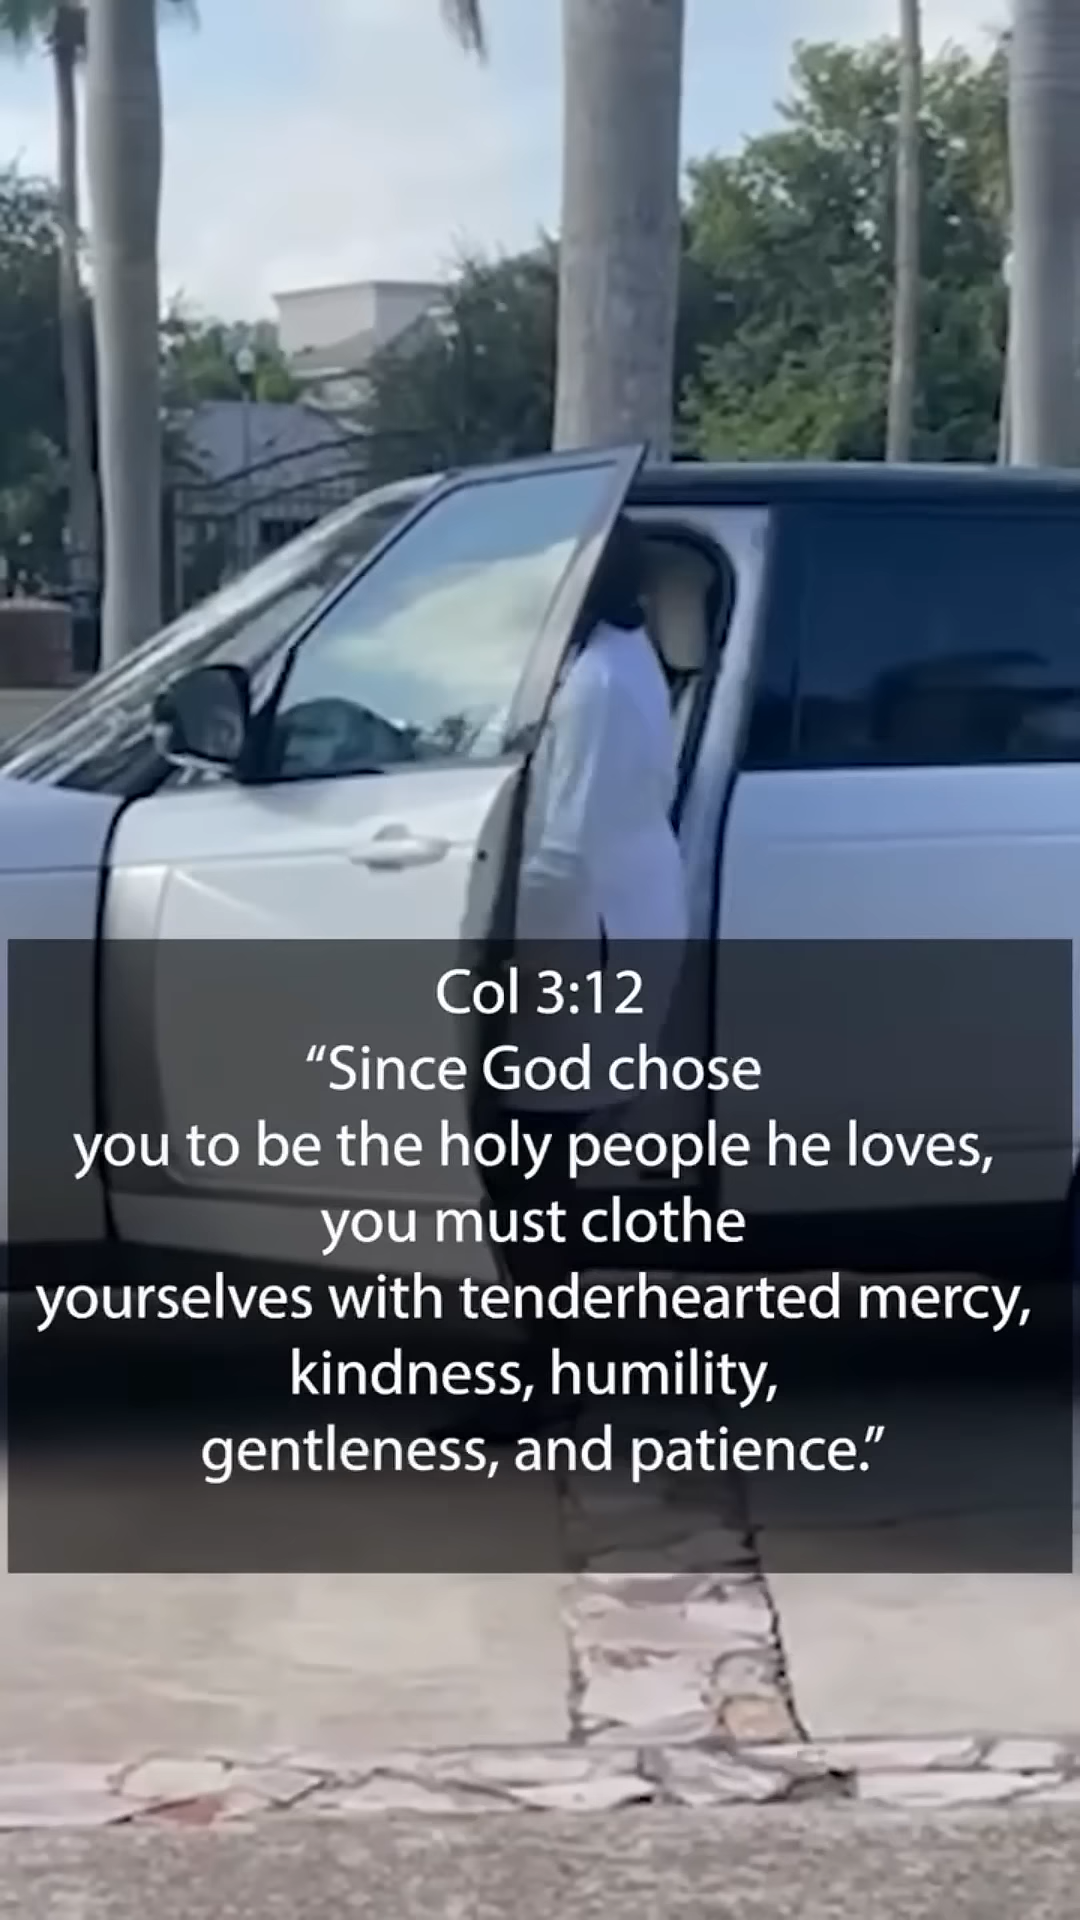 Col 3:12
“Since God chose
you to be the holy people he loves,
you must clothe
yourselves with tenderhearted mercy,
kindness, humility,
gentleness, and patience.”